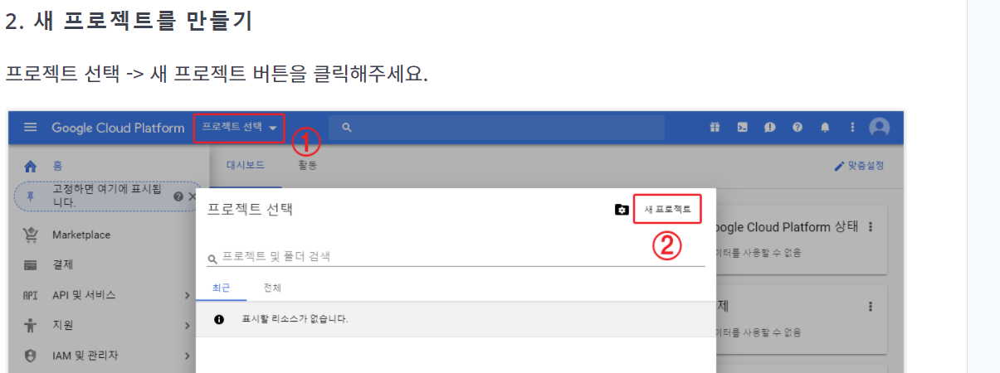 2. 새 프로젝트를 만들기
프로젝트 선택 -> 새 프로젝트 버튼을 클릭해주세요.
Google Cloud Platform 프로젝트 선택
①
홈
대시보드 활동
맞춤설정
고정하면 여기에 표시됩
니다.
프로젝트 선택
새 프로젝트
②
Marketplace
결제
API API 및 서비스
지원
IAM 및 관리자
프로젝트 및 폴더 검색
최근 전체
표시할 리소스가 없습니다.
oogle Cloud Platform 상태
이터를 사용할 수 없음
제
이터를 사용할 수 없음